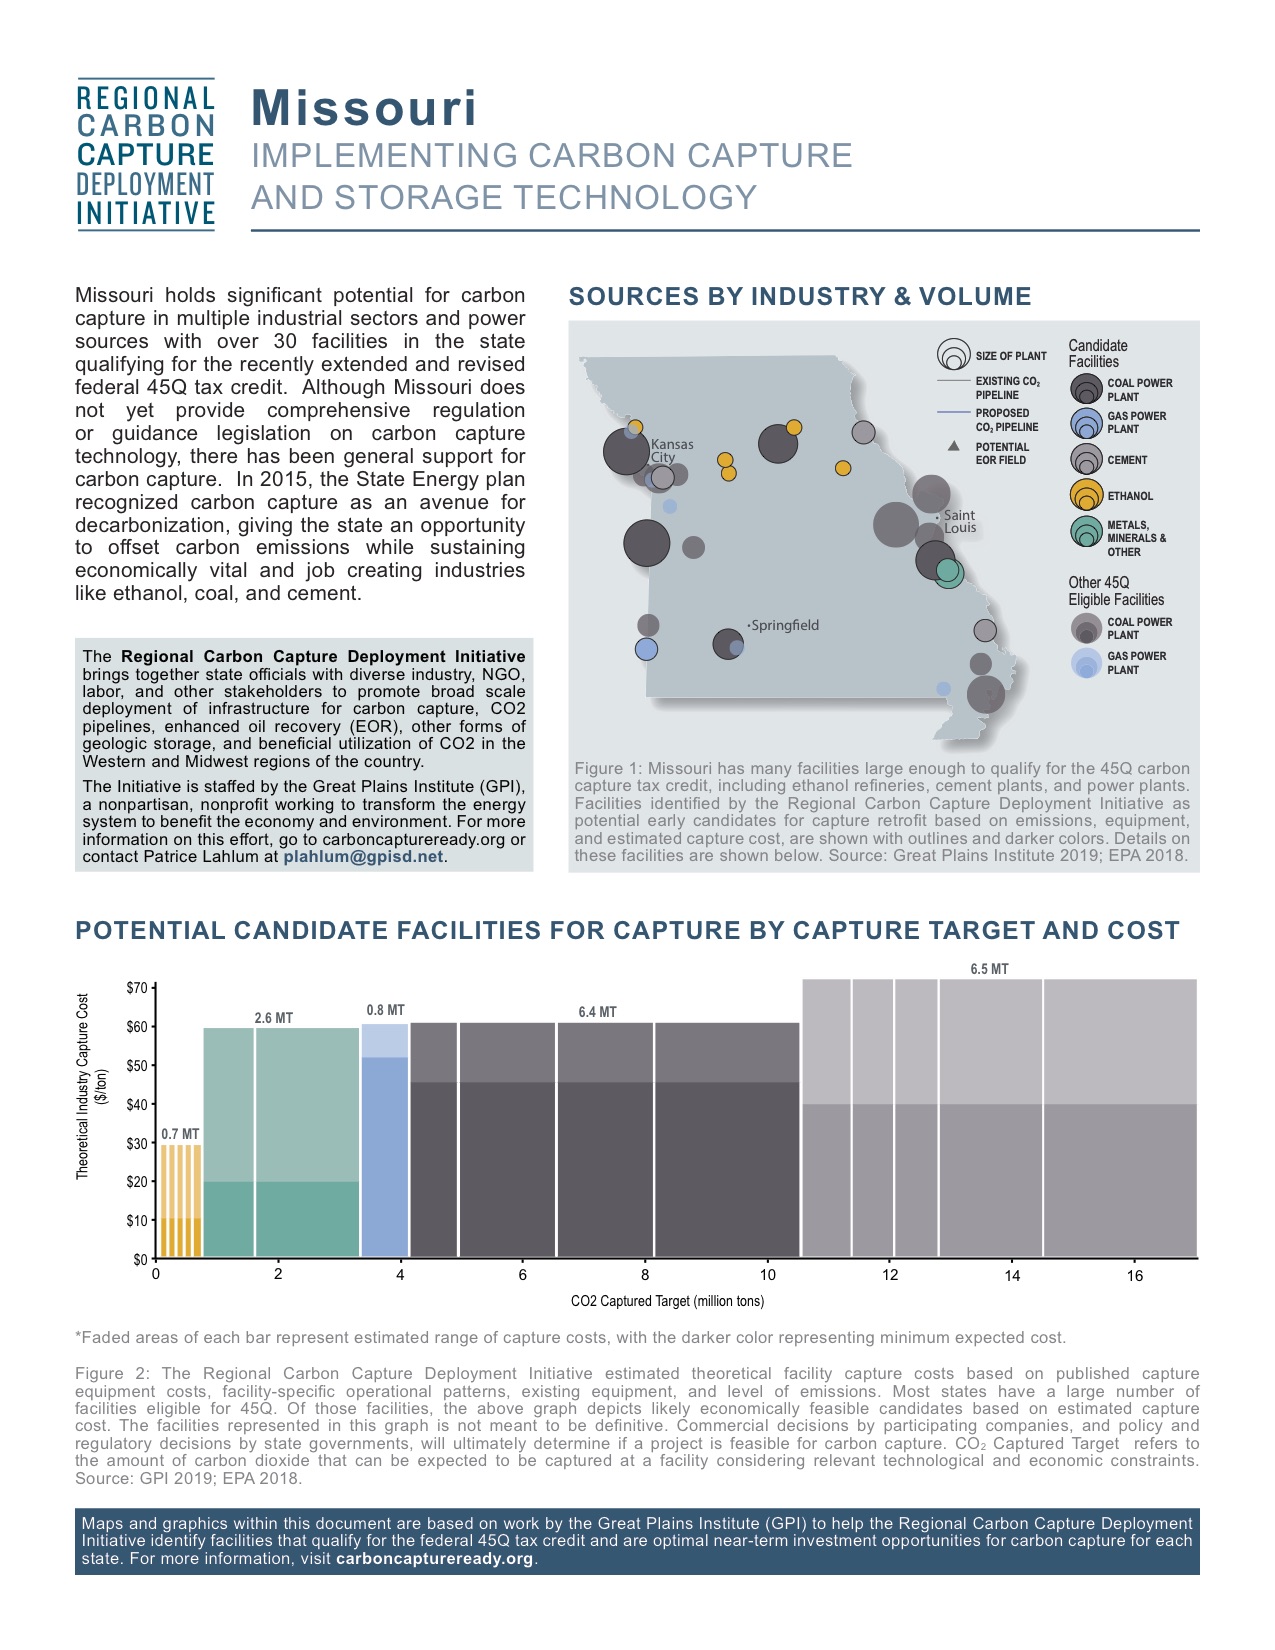 REGIONAL
CARBON
CAPTURE
DEPLOYMENT
INITIATIVE
Missouri
IMPLEMENTING CARBON CAPTURE
AND STORAGE TECHNOLOGY
Missouri holds significant potential for carbon
capture in multiple industrial sectors and power
sources with over 30 facilities in the state
qualifying for the recently extended and revised
federal 45Q tax credit. Although Missouri does
not yet provide comprehensive regulation
or guidance legislation on carbon capture
technology, there has been general support for
carbon capture. In 2015, the State Energy plan
recognized carbon capture as an avenue for
decarbonization, giving the state an opportunity
to offset carbon emissions while sustaining
economically vital and job creating industries
like ethanol, coal, and cement.
The Regional Carbon Capture Deployment Initiative
brings together state officials with diverse industry, NGO,
labor, and other stakeholders to promote broad scale
deployment of infrastructure for carbon capture, CO2
pipelines, enhanced oil recovery (EOR), other forms of
geologic storage, and beneficial utilization of CO2 in the
Western and Midwest regions of the country.
The Initiative is staffed by the Great Plains Institute (GPI),
a nonpartisan, nonprofit working to transform the energy
system to benefit the economy and environment. For more
information on this effort, go to carboncaptureready.org or
contact Patrice Lahlum at plahlum@gpisd.net.
SOURCES BY INDUSTRY & VOLUME
SIZE OF PLANT
EXISTING CO₂
PIPELINE
PROPOSED
CO₂ PIPELINE
POTENTIAL
EOR FIELD
Candidate
Facilities
COAL POWER
PLANT
GAS POWER
PLANT
CEMENT
ETHANOL
METALS,
MINERALS &
OTHER
Other 45Q
Eligible Facilities
COAL POWER
PLANT
GAS POWER
PLANT
Kansas
City
Saint
Louis
Springfield
Figure 1: Missouri has many facilities large enough to qualify for the 45Q carbon
capture tax credit, including ethanol refineries, cement plants, and power plants.
Facilities identified by the Regional Carbon Capture Deployment Initiative as
potential early candidates for capture retrofit based on emissions, equipment,
and estimated capture cost, are shown with outlines and darker colors. Details on
these facilities are shown below. Source: Great Plains Institute 2019; EPA 2018.
POTENTIAL CANDIDATE FACILITIES FOR CAPTURE BY CAPTURE TARGET AND COST
Theoretical Industry Capture Cost
($/ton)
$70
$60
$50
$40
$30
$20
$10
$0
0.7 MT
2.6 MT
0.8 MT
6.4 MT
6.5 MT
0 2 4 6 8 10 12 14 16
CO2 Captured Target (million tons)
*Faded areas of each bar represent estimated range of capture costs, with the darker color representing minimum expected cost.
Figure 2: The Regional Carbon Capture Deployment Initiative estimated theoretical facility capture costs based on published capture
equipment costs, facility-specific operational patterns, existing equipment, and level of emissions. Most states have a large number of
facilities eligible for 45Q. Of those facilities, the above graph depicts likely economically feasible candidates based on estimated capture
cost. The facilities represented in this graph is not meant to be definitive. Commercial decisions by participating companies, and policy and
regulatory decisions by state governments, will ultimately determine if a project is feasible for carbon capture. CO₂ Captured Target refers to
the amount of carbon dioxide that can be expected to be captured at a facility considering relevant technological and economic constraints.
Source: GPI 2019; EPA 2018.
Maps and graphics within this document are based on work by the Great Plains Institute (GPI) to help the Regional Carbon Capture Deployment
Initiative identify facilities that qualify for the federal 45Q tax credit and are optimal near-term investment opportunities for carbon capture for each
state. For more information, visit carboncaptureready.org.